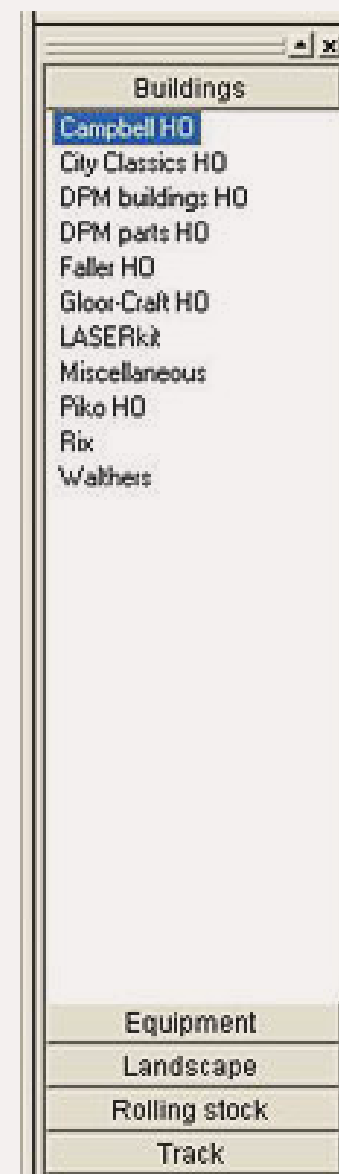 Buildings
Campbell HO
City Classics HO
DPM buildings HO
DPM parts HO
Faller HO
Gloor-Craft HO
LASERkit
Miscellaneous
Piko HO
Rix
Walthers
Equipment
Landscape
Rolling stock
Track